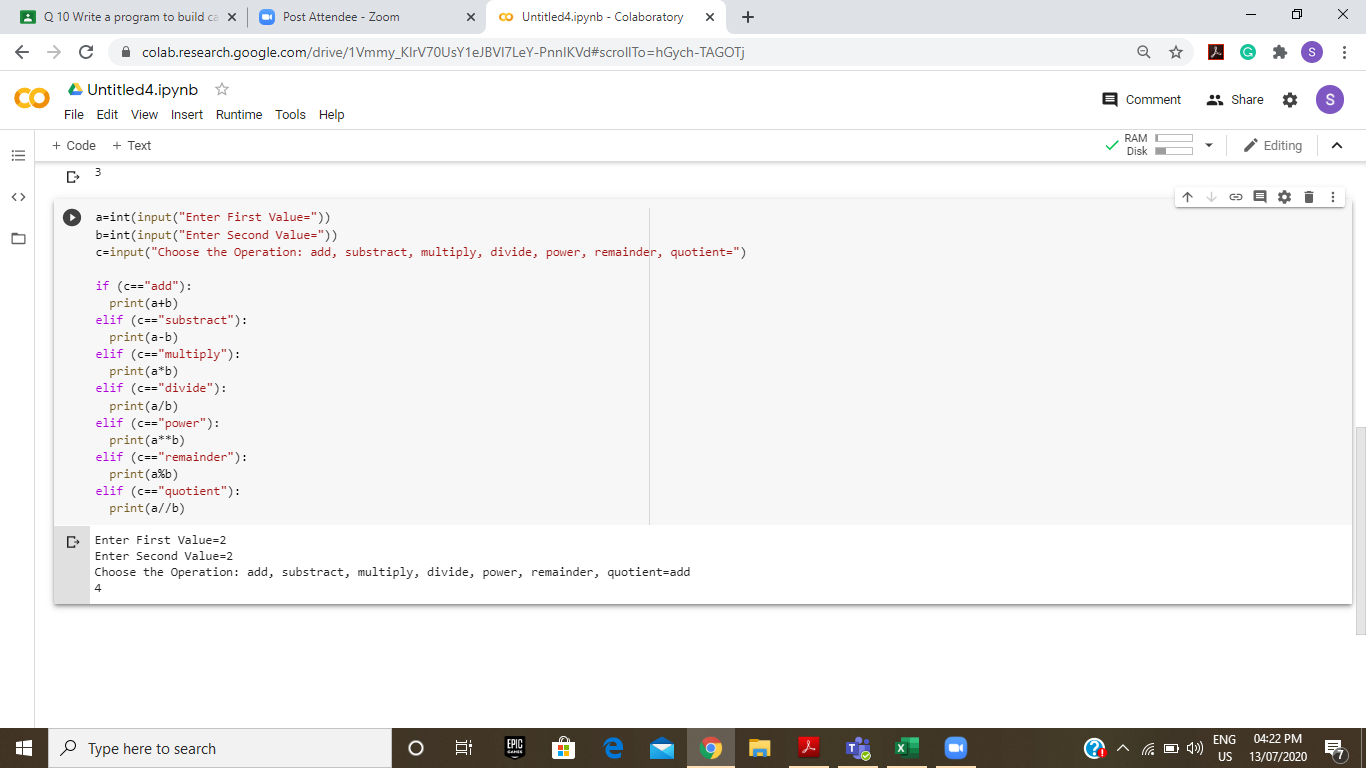 Q 10 Write a program to build ca
Post Attendee - Zoom
Untitled4.ipynb - Colaboratory
colab.research.google.com/drive/1Vmmy_KlrV70UsY1eJBVI7LeY-PnnIKVd#scrollTo=hGych-TAGOTj
S
CO Untitled4.ipynb
File Edit View Insert Runtime Tools Help
Comment Share S
+ Code + Text
RAM
Disk
Editing
3
a=int(input("Enter First Value="))
b=int(input("Enter Second Value="))
c=input("Choose the Operation: add, substract, multiply, divide, power, remainder, quotient=")
if (c=="add"):
print(a+b)
elif (c=="substract"):
print(a-b)
elif (c=="multiply"):
print(a*b)
elif (c=="divide"):
print(a/b)
elif (c=="power"):
print(a**b)
elif (c=="remainder"):
print(a%b)
elif (c=="quotient"):
print(a//b)
Enter First Value=2
Enter Second Value=2
Choose the Operation: add, substract, multiply, divide, power, remainder, quotient=add
4
Type here to search
EPIC
GAMES
ENG
US
04:22 PM
13/07/2020
7